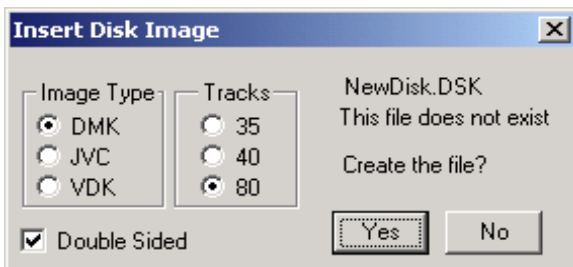 Insert Disk Image
Image Type
DMK
JVC
VDK
Tracks
35
40
80
Double Sided
NewDisk.DSK
This file does not exist
Create the file?
Yes
No